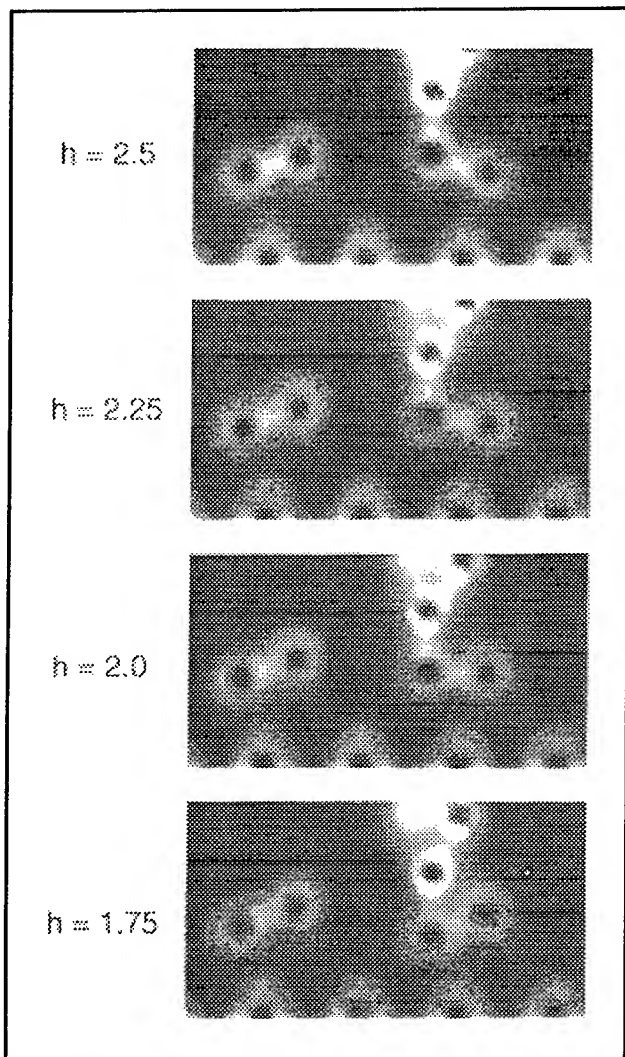 h = 2.5
h = 2.25
h = 2.0
h = 1.75